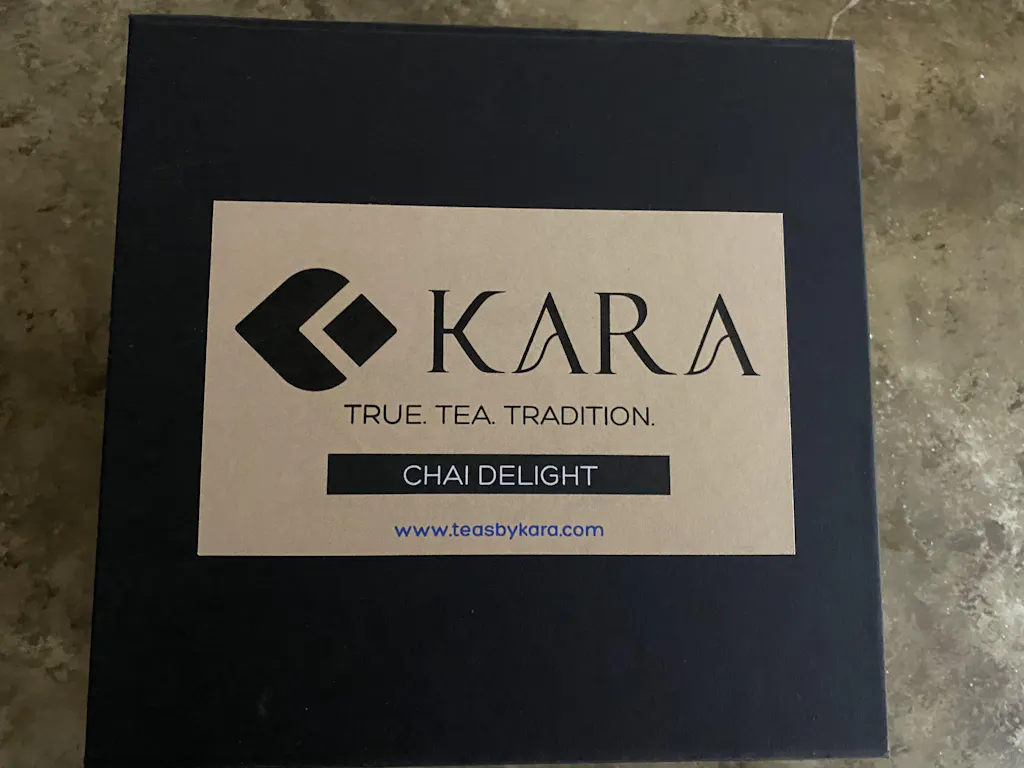 KARA
TRUE. TEA. TRADITION.
CHAI DELIGHT
www.teasbykara.com